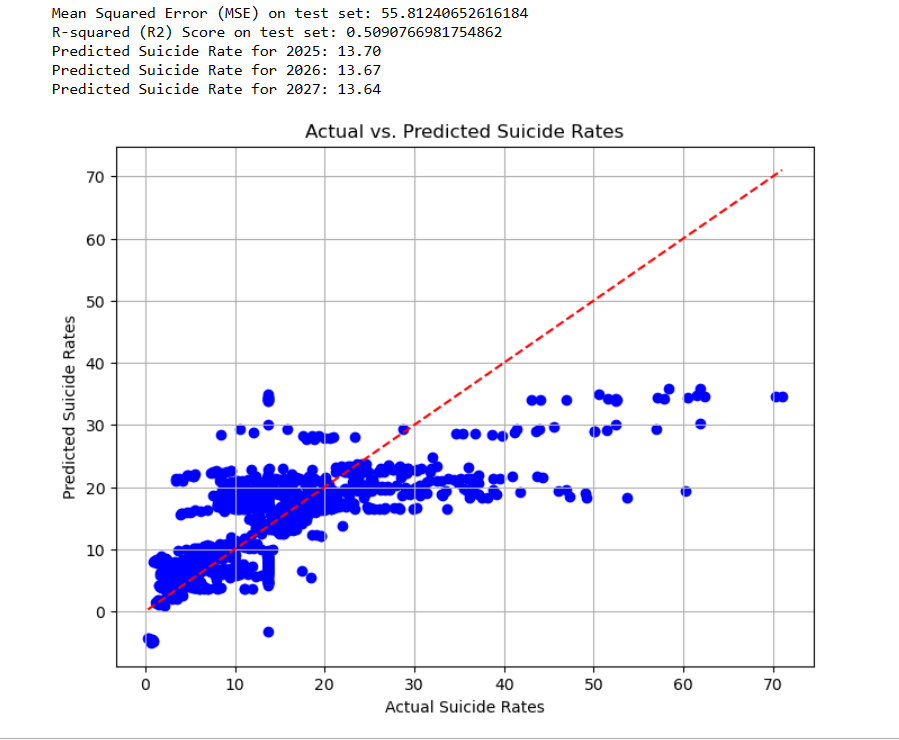 Mean Squared Error (MSE) on test set: 55.81240652616184
R-squared (R2) Score on test set: 0.5090766981754862
Predicted Suicide Rate for 2025: 13.70
Predicted Suicide Rate for 2026: 13.67
Predicted Suicide Rate for 2027: 13.64
Actual vs. Predicted Suicide Rates
70
60
50
40
30
20
10
0
Predicted Suicide Rates
0 10 20 30 40 50 60 70
Actual Suicide Rates